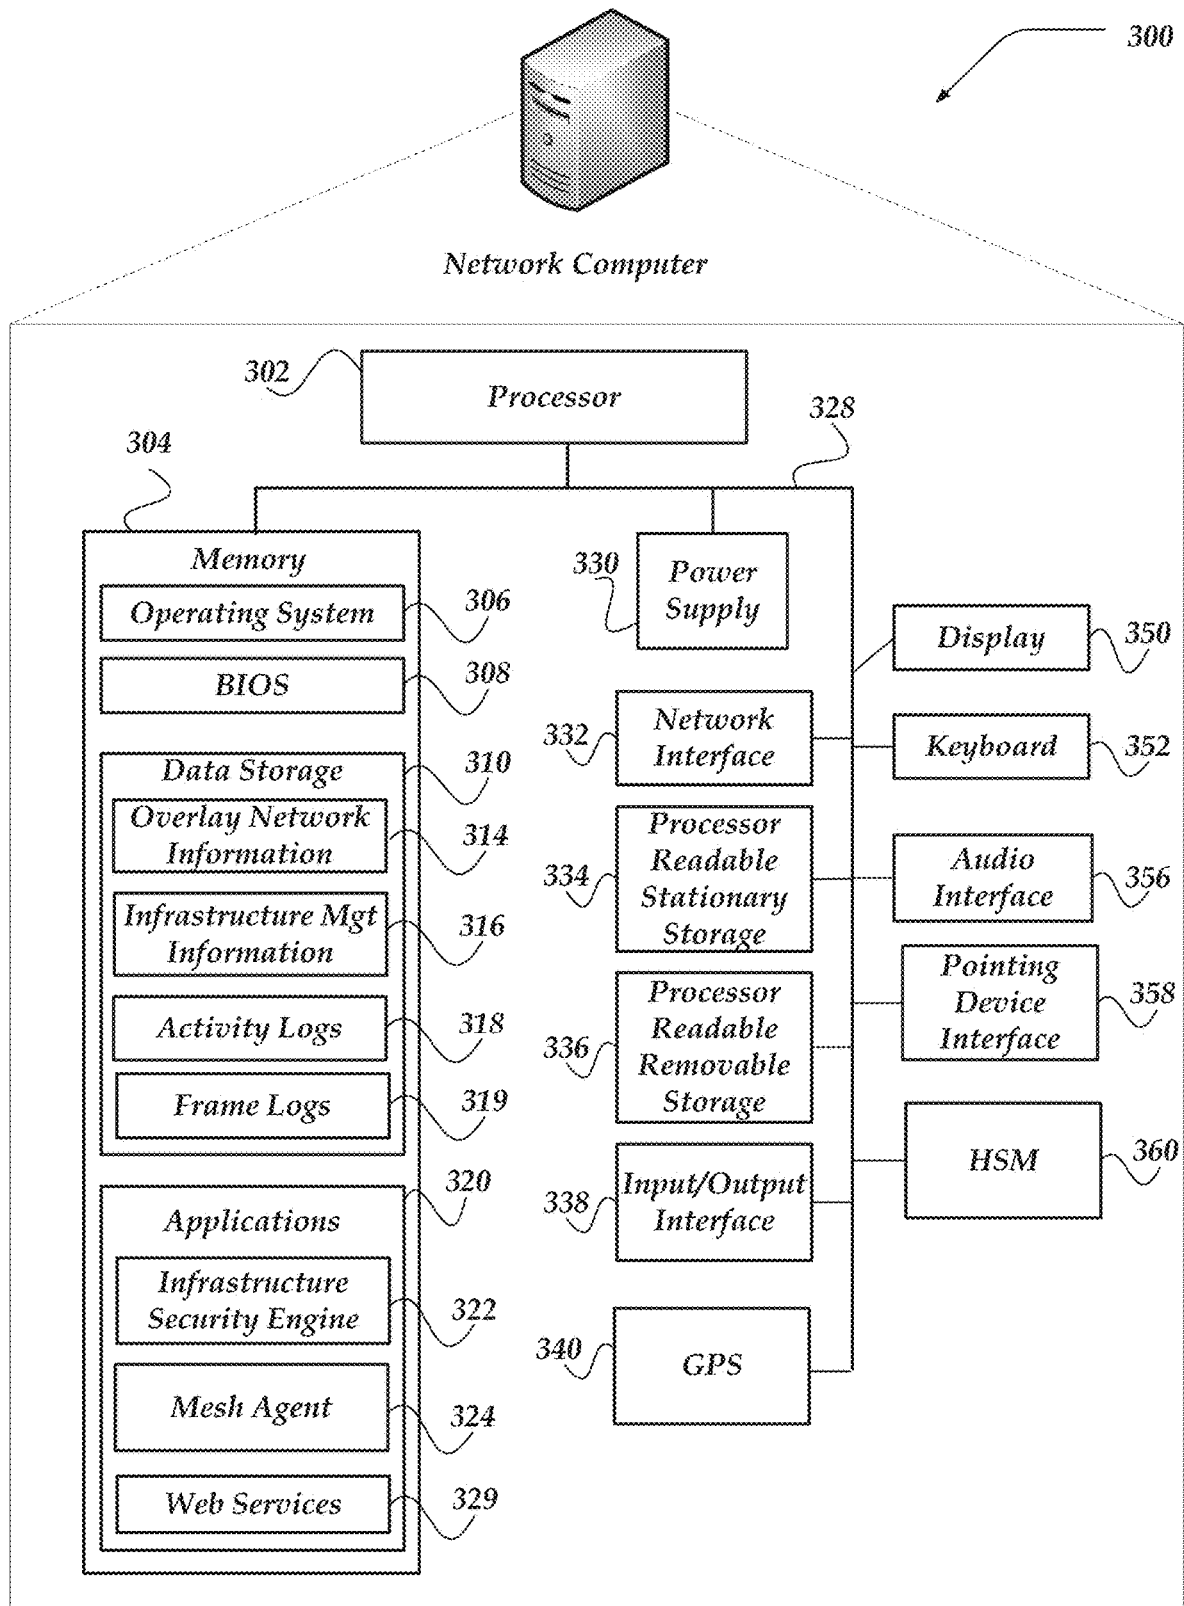 300
Network Computer
302
Processor
328
304
Memory
Operating System
306
BIOS
308
Data Storage
310
Overlay Network
Information
314
Infrastructure Mgt
Information
316
Activity Logs
318
Frame Logs
319
320
Applications
Infrastructure
Security Engine
322
Mesh Agent
324
Web Services
329
330
Power
Supply
332
Network
Interface
334
Processor
Readable
Stationary
Storage
336
Processor
Readable
Removable
Storage
338
Input/Output
Interface
340
GPS
Display
350
Keyboard
352
Audio
Interface
356
Pointing
Device
Interface
358
HSM
360